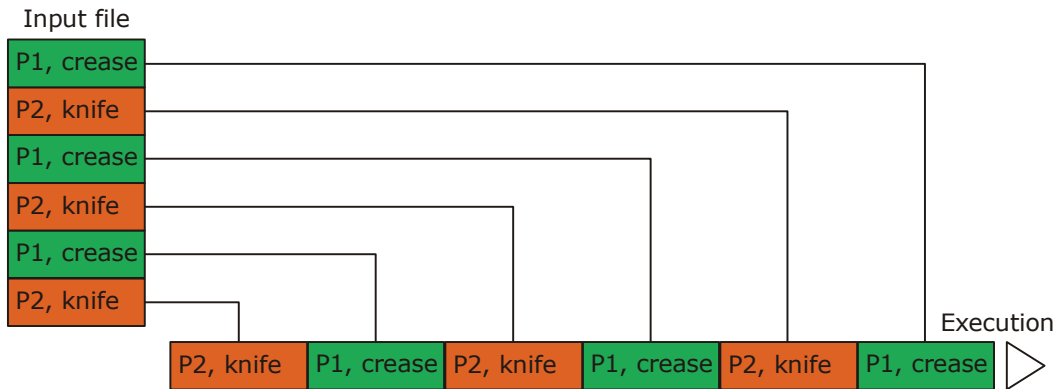 Input file
P1, crease
P2, knife
P1, crease
P2, knife
P1, crease
P2, knife
Execution
P2, knife P1, crease P2, knife P1, crease P2, knife P1, crease